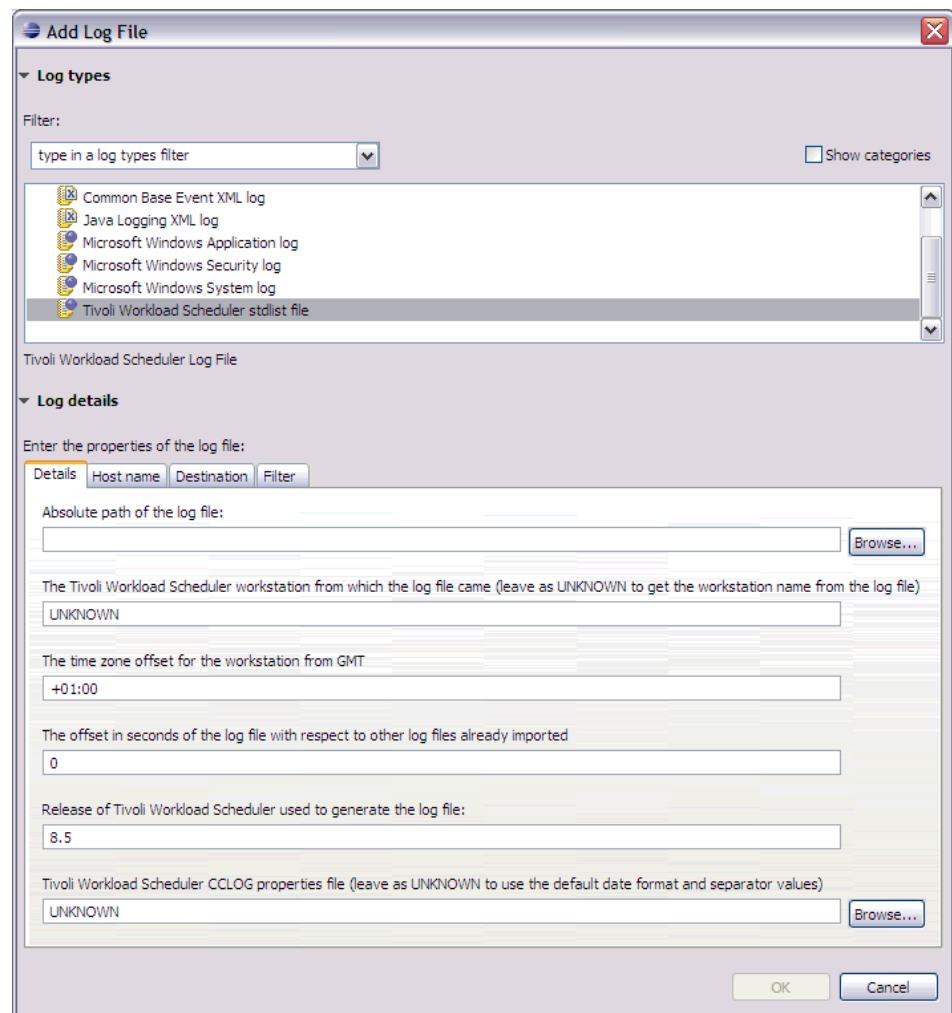 Add Log File
Log types
Filter:
type in a log types filter
Show categories
Common Base Event XML log
Java Logging XML log
Microsoft Windows Application log
Microsoft Windows Security log
Microsoft Windows System log
Tivoli Workload Scheduler stdlist file
Tivoli Workload Scheduler Log File
Log details
Enter the properties of the log file:
Details Host name Destination Filter
Absolute path of the log file:
Browse...
The Tivoli Workload Scheduler workstation from which the log file came (leave as UNKNOWN to get the workstation name from the log file)
UNKNOWN
The time zone offset for the workstation from GMT
+01:00
The offset in seconds of the log file with respect to other log files already imported
0
Release of Tivoli Workload Scheduler used to generate the log file:
8.5
Tivoli Workload Scheduler CCLOG properties file (leave as UNKNOWN to use the default date format and separator values)
UNKNOWN
Browse...
OK Cancel